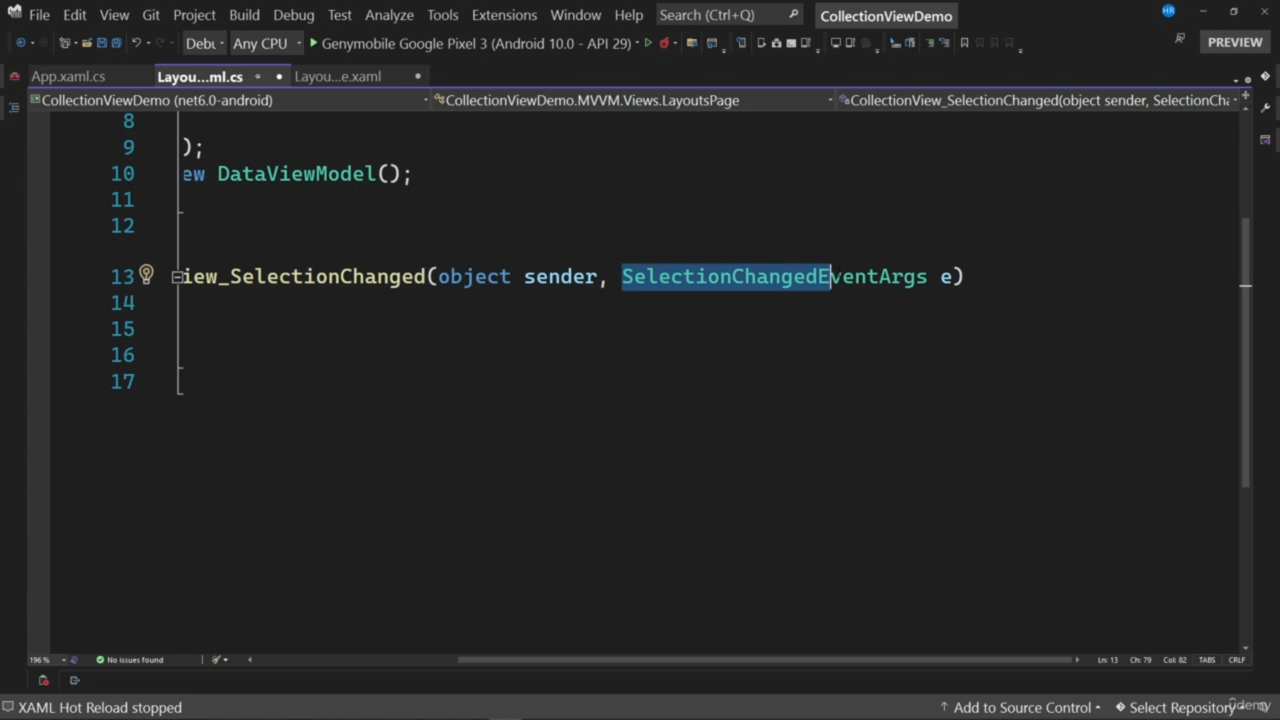 File Edit View Git Project Build Debug Test Analyze Tools Extensions Window Help Search (Ctrl+Q) CollectionViewDemo HR
Debu Any CPU Genymobile Google Pixel 3 (Android 10.0 - API 29) PREVIEW
App.xaml.cs Layou...ml.cs Layou...e.xaml
CollectionViewDemo (net6.0-android) CollectionViewDemo.MVVM.Views.LayoutsPage CollectionView_SelectionChanged(object sender, SelectionCha
8
9 );
10 ew DataViewModel();
11
12
13 iew_SelectionChanged(object sender, SelectionChangedEventArgs e)
14
15
16
17
196 % No issues found Ln: 13 Ch: 79 Col: 82 TABS CRLF
XAML Hot Reload stopped Add to Source Control Select Repository
Udemy